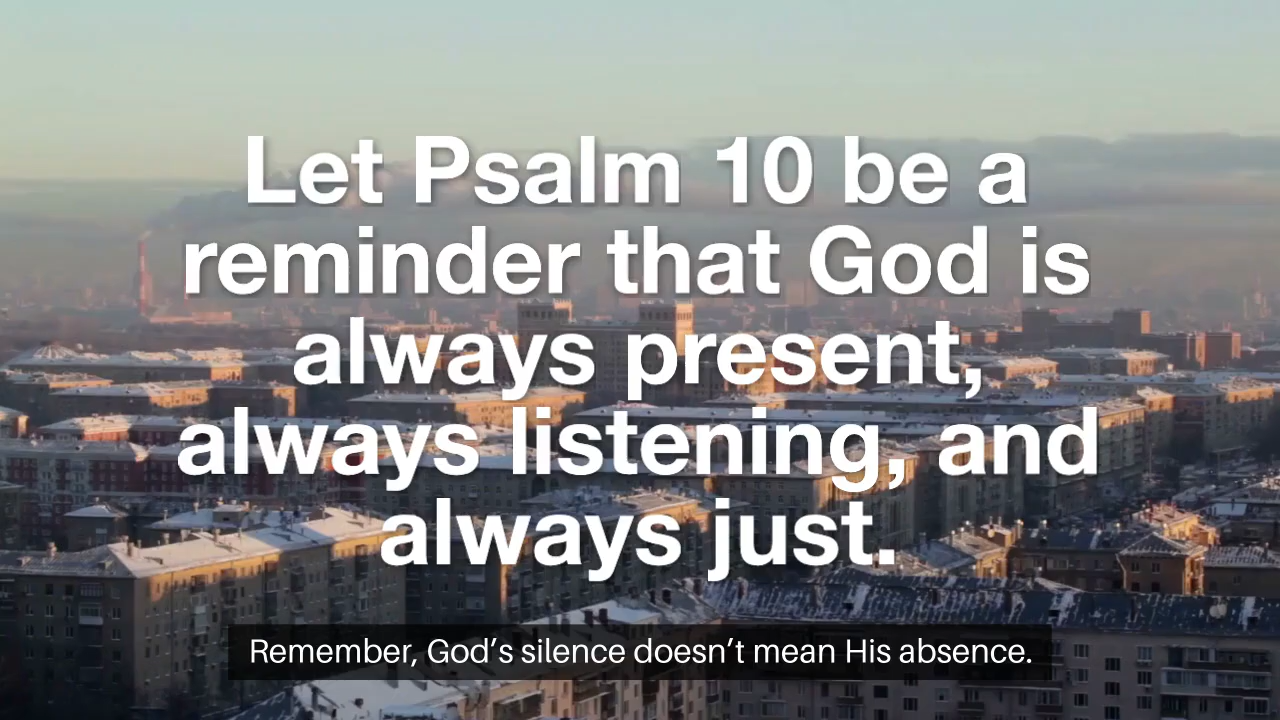 Let Psalm 10 be a
reminder that God is
always present,
always listening, and
always just.
Remember, God’s silence doesn’t mean His absence.